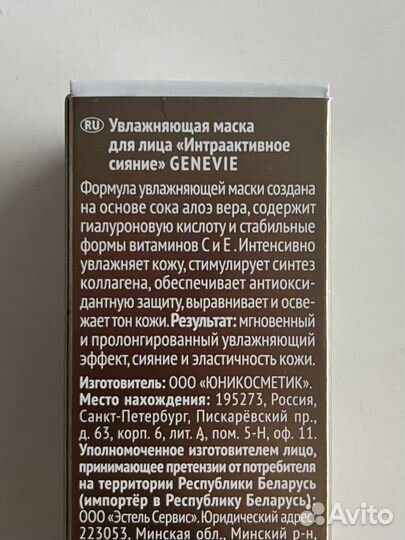 RU Увлажняющая маска
для лица «Интраактивное
сияние» GENEVIE
Формула увлажняющей маски создана
на основе сока алоэ вера, содержит
гиалуроновую кислоту и стабильные
формы витаминов С и Е. Интенсивно
увлажняет кожу, стимулирует синтез
коллагена, обеспечивает антиокси-
дантную защиту, выравнивает и осве-
жает тон кожи. Результат: мгновенный
и пролонгированный увлажняющий
эффект, сияние и эластичность кожи.
Изготовитель: ООО «ЮНИКОСМЕТИК».
Место нахождения: 195273, Россия,
Санкт-Петербург, Пискарёвский пр.,
д. 63, корп. 6, лит. А, пом. 5-Н, оф. 11.
Уполномоченное изготовителем лицо,
принимающее претензии от потребителя
на территории Республики Беларусь
(импортёр в Республику Беларусь):
ООО «Эстель Сервис». Юридический адрес:
223053, Минская обл., Минский р-н,
Avito